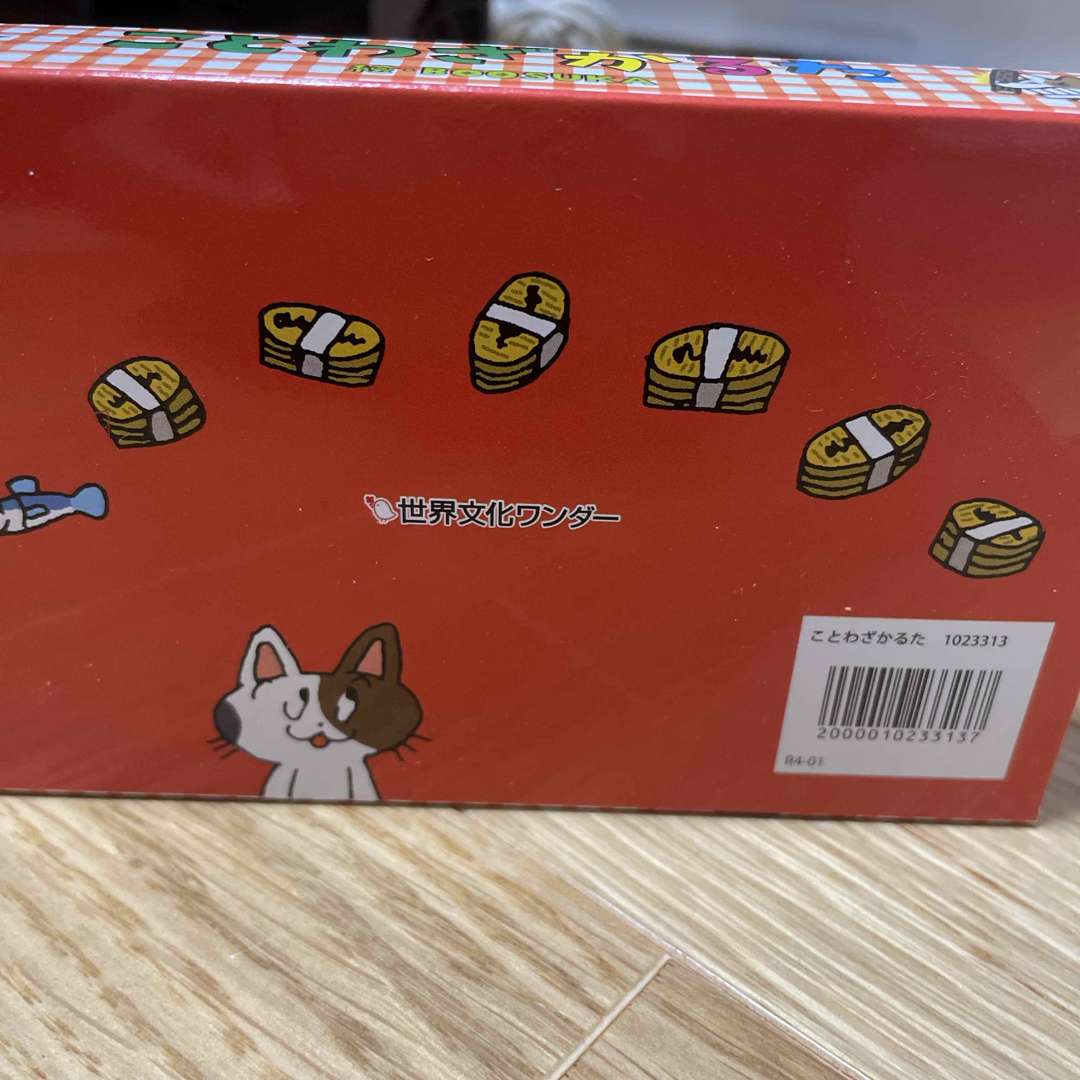 ことわざかるた
絵・BOOSUKA
世界文化ワンダー
ことわざかるた 1023313
2000010233137
R4-01